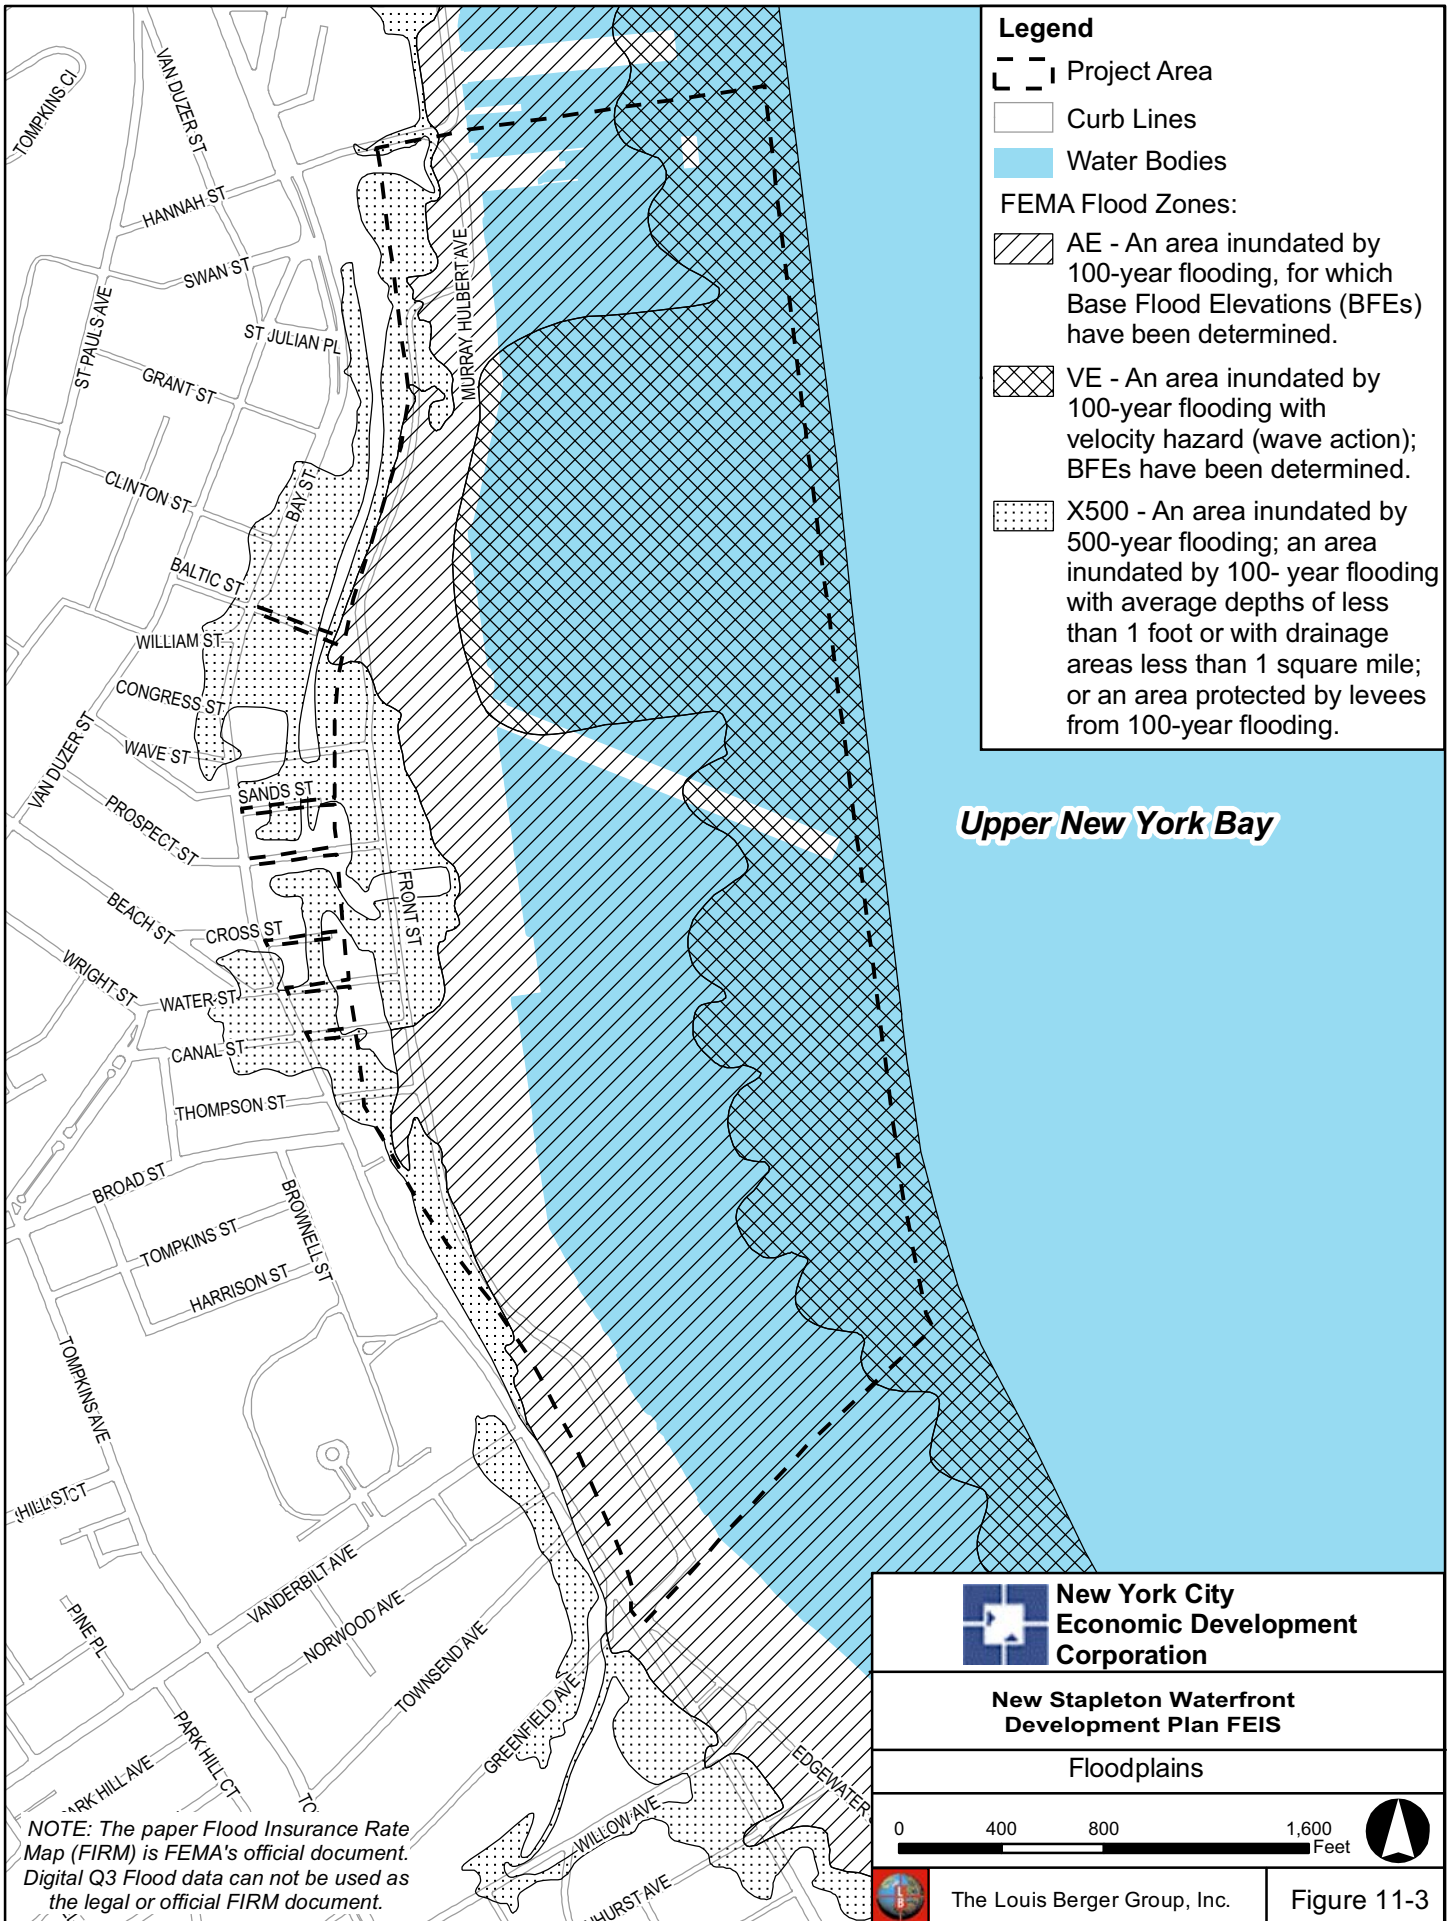 Legend
Project Area
Curb Lines
Water Bodies
FEMA Flood Zones:
AE - An area inundated by
100-year flooding, for which
Base Flood Elevations (BFEs)
have been determined.
VE - An area inundated by
100-year flooding with
velocity hazard (wave action);
BFEs have been determined.
X500 - An area inundated by
500-year flooding; an area
inundated by 100- year flooding
with average depths of less
than 1 foot or with drainage
areas less than 1 square mile;
or an area protected by levees
from 100-year flooding.
TOMPKINS CI
VAN DUZER ST
HANNAH ST
SWAN ST
ST PAULS AVE
ST JULIAN PL
MURRAY HULBERT AVE
GRANT ST
CLINTON ST
BAY ST
BALTIC ST
WILLIAM ST
CONGRESS ST
VAN DUZER ST
WAVE ST
SANDS ST
PROSPECT ST
Upper New York Bay
BEACH ST
FRONT ST
CROSS ST
WRIGHT ST
WATER ST
CANAL ST
THOMPSON ST
BROAD ST
BROWNELL ST
TOMPKINS ST
HARRISON ST
TOMPKINS AVE
VANDERBILT AVE
NORWOOD AVE
PINE PL
TOWNSEND AVE
GREENFIELD AVE
PARK HILL CT
ARK HILL AVE
TO
EDGEWATER
WILLOW AVE
HURST AVE
NOTE: The paper Flood Insurance Rate
Map (FIRM) is FEMA's official document.
Digital Q3 Flood data can not be used as
the legal or official FIRM document.
New York City
Economic Development
Corporation
New Stapleton Waterfront
Development Plan FEIS
Floodplains
0 400 800 1,600
Feet
LB
The Louis Berger Group, Inc.
Figure 11-3